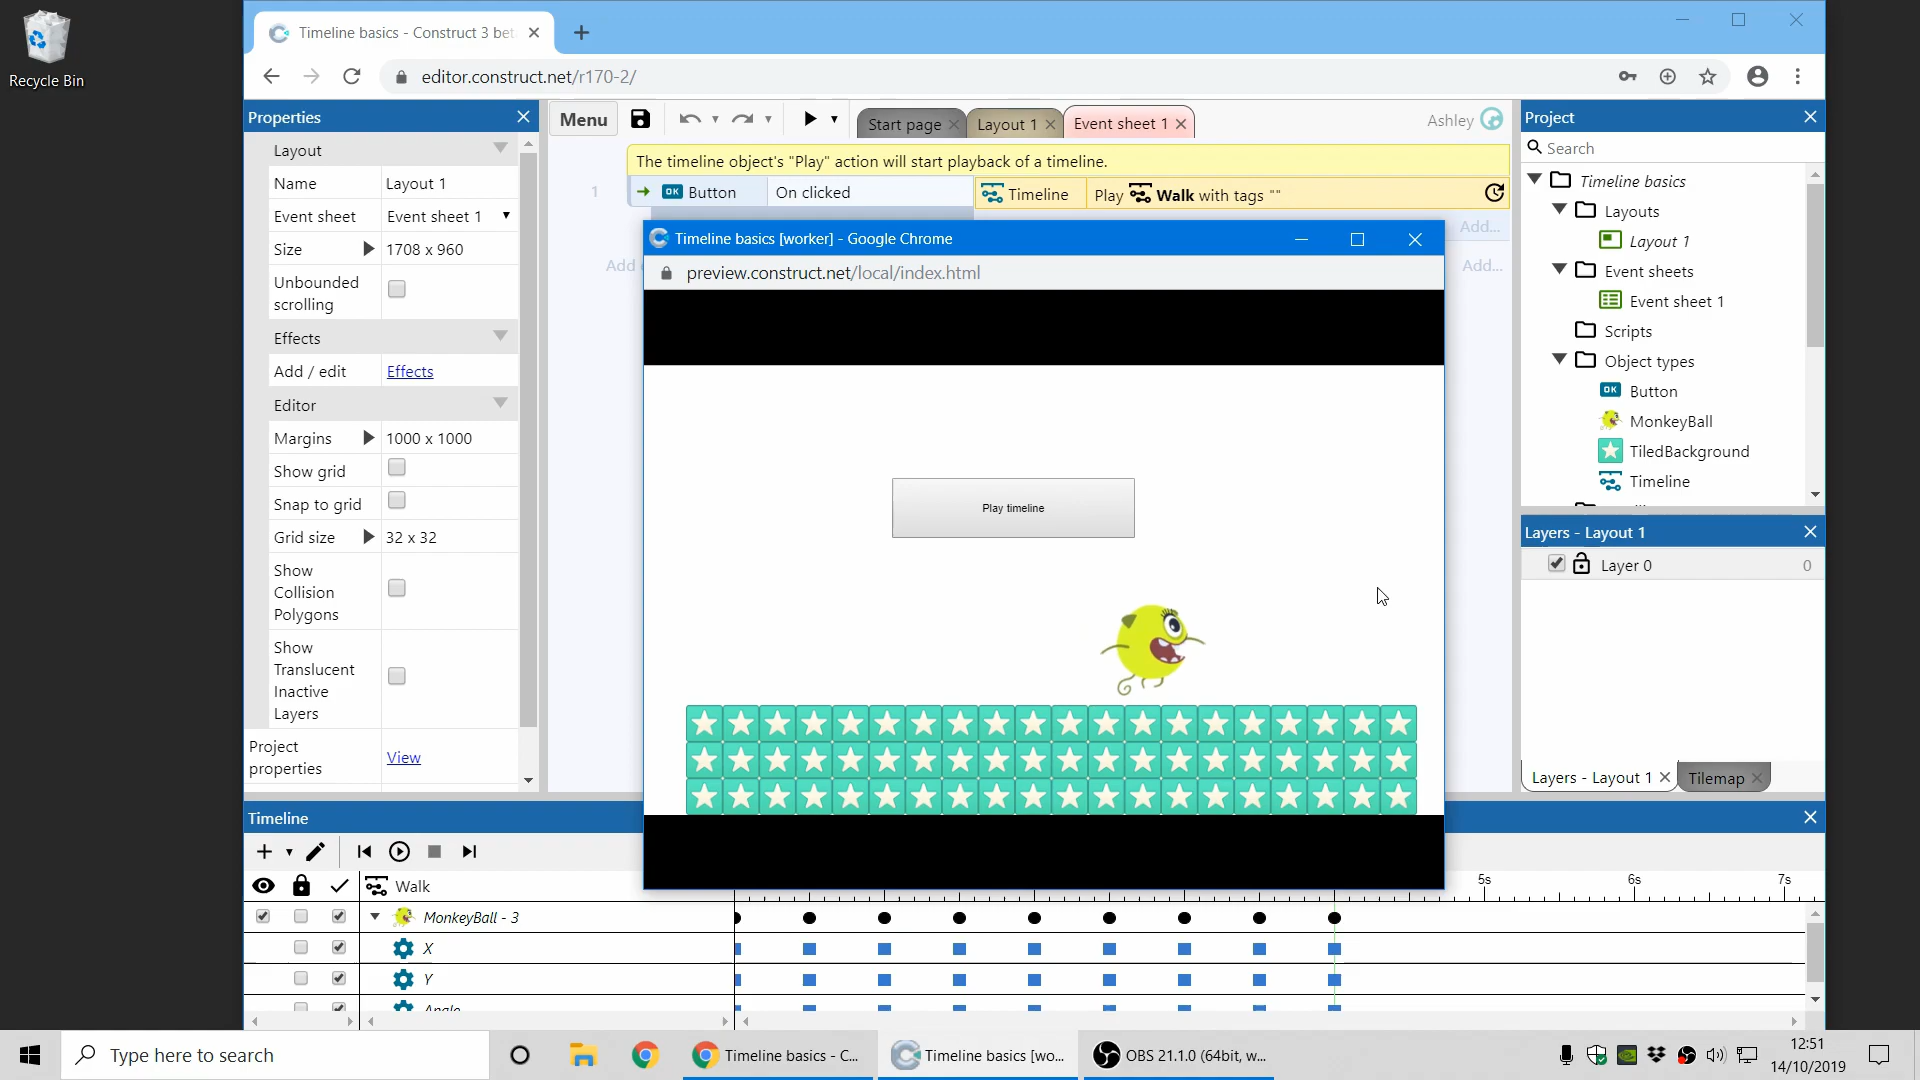 Recycle Bin
Timeline basics - Construct 3 bet
editor.construct.net/r170-2/
Properties
Layout
Name Layout 1
Event sheet Event sheet 1
Size 1708 x 960
Unbounded
scrolling
Effects
Add / edit Effects
Editor
Margins 1000 x 1000
Show grid
Snap to grid
Grid size 32 x 32
Show
Collision
Polygons
Show
Translucent
Inactive
Layers
Project
properties View
Menu
Start page
Layout 1
Event sheet 1
Ashley
The timeline object's "Play" action will start playback of a timeline.
1 OK Button On clicked Timeline Play Walk with tags ""
Add...
Add
Add...
Timeline basics [worker] - Google Chrome
preview.construct.net/local/index.html
Play timeline
Project
Search
Timeline basics
Layouts
Layout 1
Event sheets
Event sheet 1
Scripts
Object types
OK Button
MonkeyBall
TiledBackground
Timeline
Layers - Layout 1
Layer 0 0
Layers - Layout 1
Tilemap
Timeline
Walk
5s 6s 7s
MonkeyBall - 3
X
Y
Angle
Type here to search
Timeline basics - C...
Timeline basics [wo...
OBS 21.1.0 (64bit, w...
12:51
14/10/2019